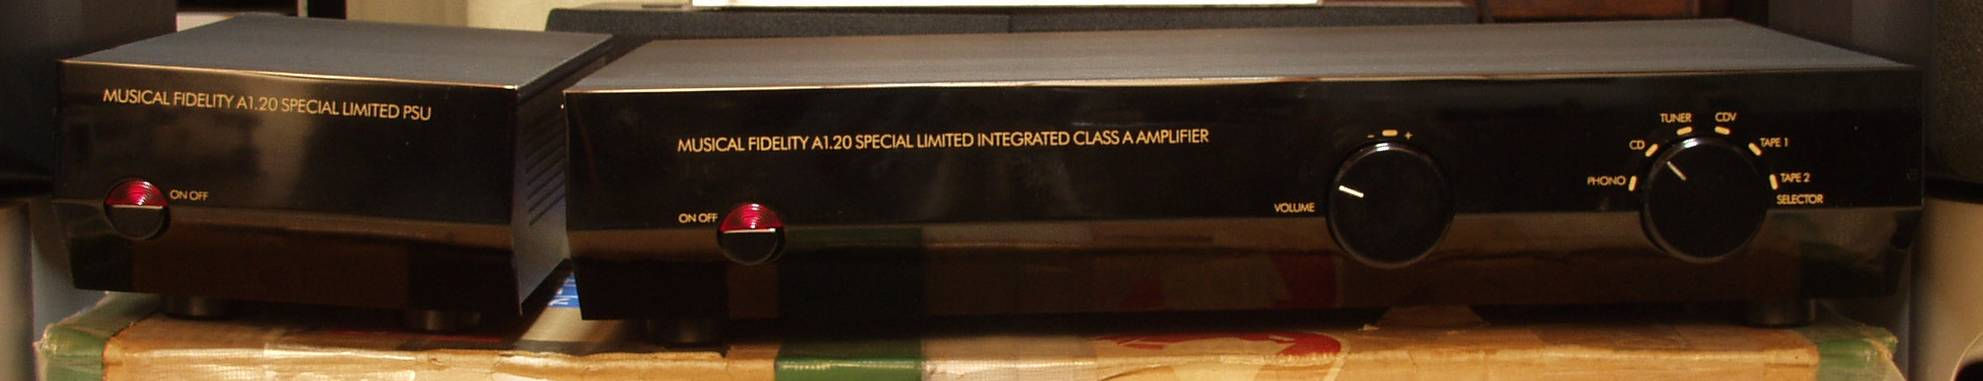 MUSICAL FIDELITY A1.20 SPECIAL LIMITED PSU
ON OFF
MUSICAL FIDELITY A1.20 SPECIAL LIMITED INTEGRATED CLASS A AMPLIFIER
ON OFF
- +
VOLUME
TUNER CDV
CD TAPE 1
PHONO TAPE 2
SELECTOR